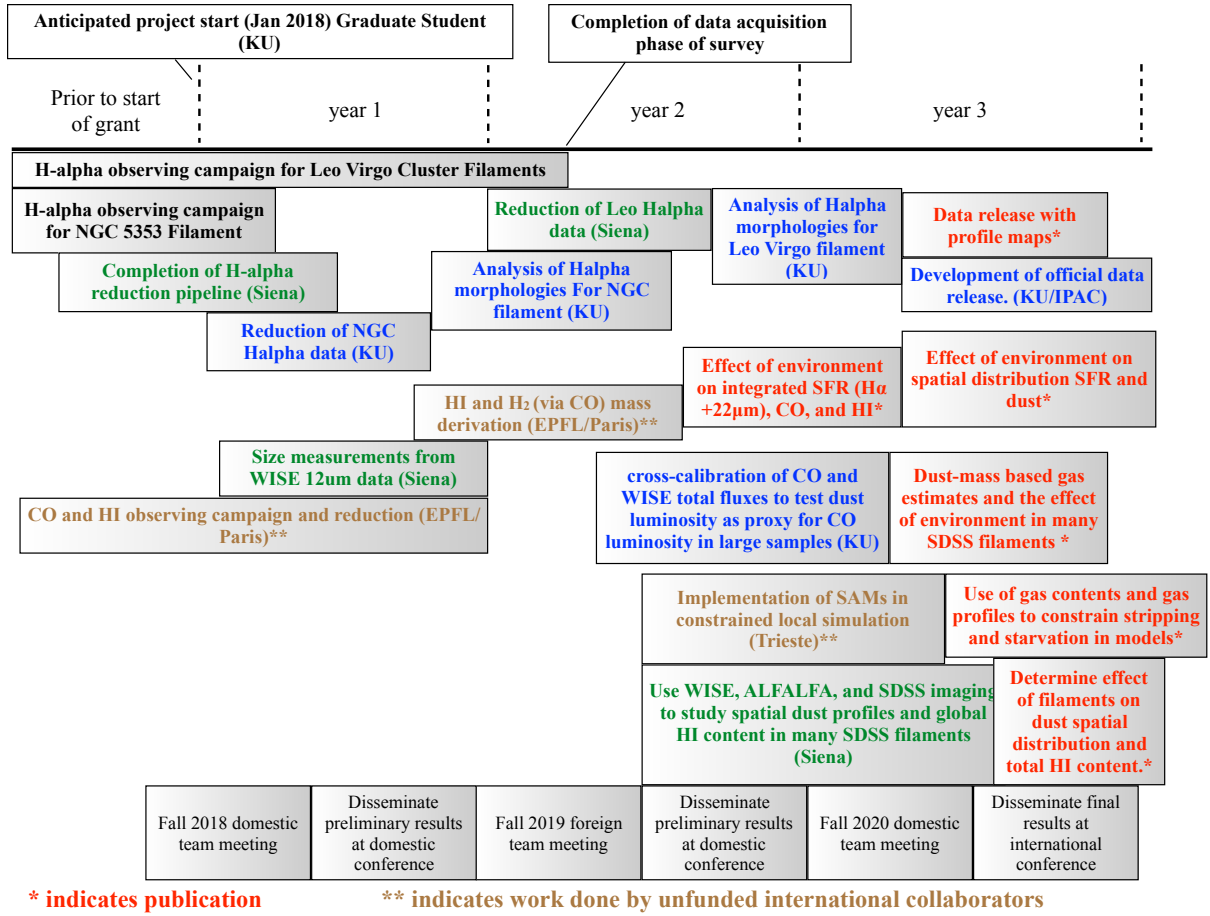 Anticipated project start (Jan 2018) Graduate Student
(KU)
Completion of data acquisition
phase of survey
Prior to start
of grant
year 1
year 2
year 3
H-alpha observing campaign for Leo Virgo Cluster Filaments
H-alpha observing campaign
for NGC 5353 Filament
Reduction of Leo Halpha
data (Siena)
Analysis of Halpha
morphologies for
Leo Virgo filament
(KU)
Data release with
profile maps*
Completion of H-alpha
reduction pipeline (Siena)
Analysis of Halpha
morphologies For NGC
filament (KU)
Development of official data
release. (KU/IPAC)
Reduction of NGC
Halpha data (KU)
Effect of environment
on integrated SFR (Hα
+22μm), CO, and HI*
Effect of environment on
spatial distribution SFR and
dust*
HI and H2 (via CO) mass
derivation (EPFL/Paris)**
Size measurements from
WISE 12um data (Siena)
cross-calibration of CO and
WISE total fluxes to test dust
luminosity as proxy for CO
luminosity in large samples (KU)
Dust-mass based gas
estimates and the effect
of environment in many
SDSS filaments *
CO and HI observing campaign and reduction (EPFL/
Paris)**
Implementation of SAMs in
constrained local simulation
(Trieste)**
Use of gas contents and gas
profiles to constrain stripping
and starvation in models*
Use WISE, ALFALFA, and SDSS imaging
to study spatial dust profiles and global
HI content in many SDSS filaments
(Siena)
Determine effect
of filaments on
dust spatial
distribution and
total HI content.*
Fall 2018 domestic
team meeting
Disseminate
preliminary results
at domestic
conference
Fall 2019 foreign
team meeting
Disseminate
preliminary results
at domestic
conference
Fall 2020 domestic
team meeting
Disseminate final
results at
international
conference
* indicates publication
** indicates work done by unfunded international collaborators